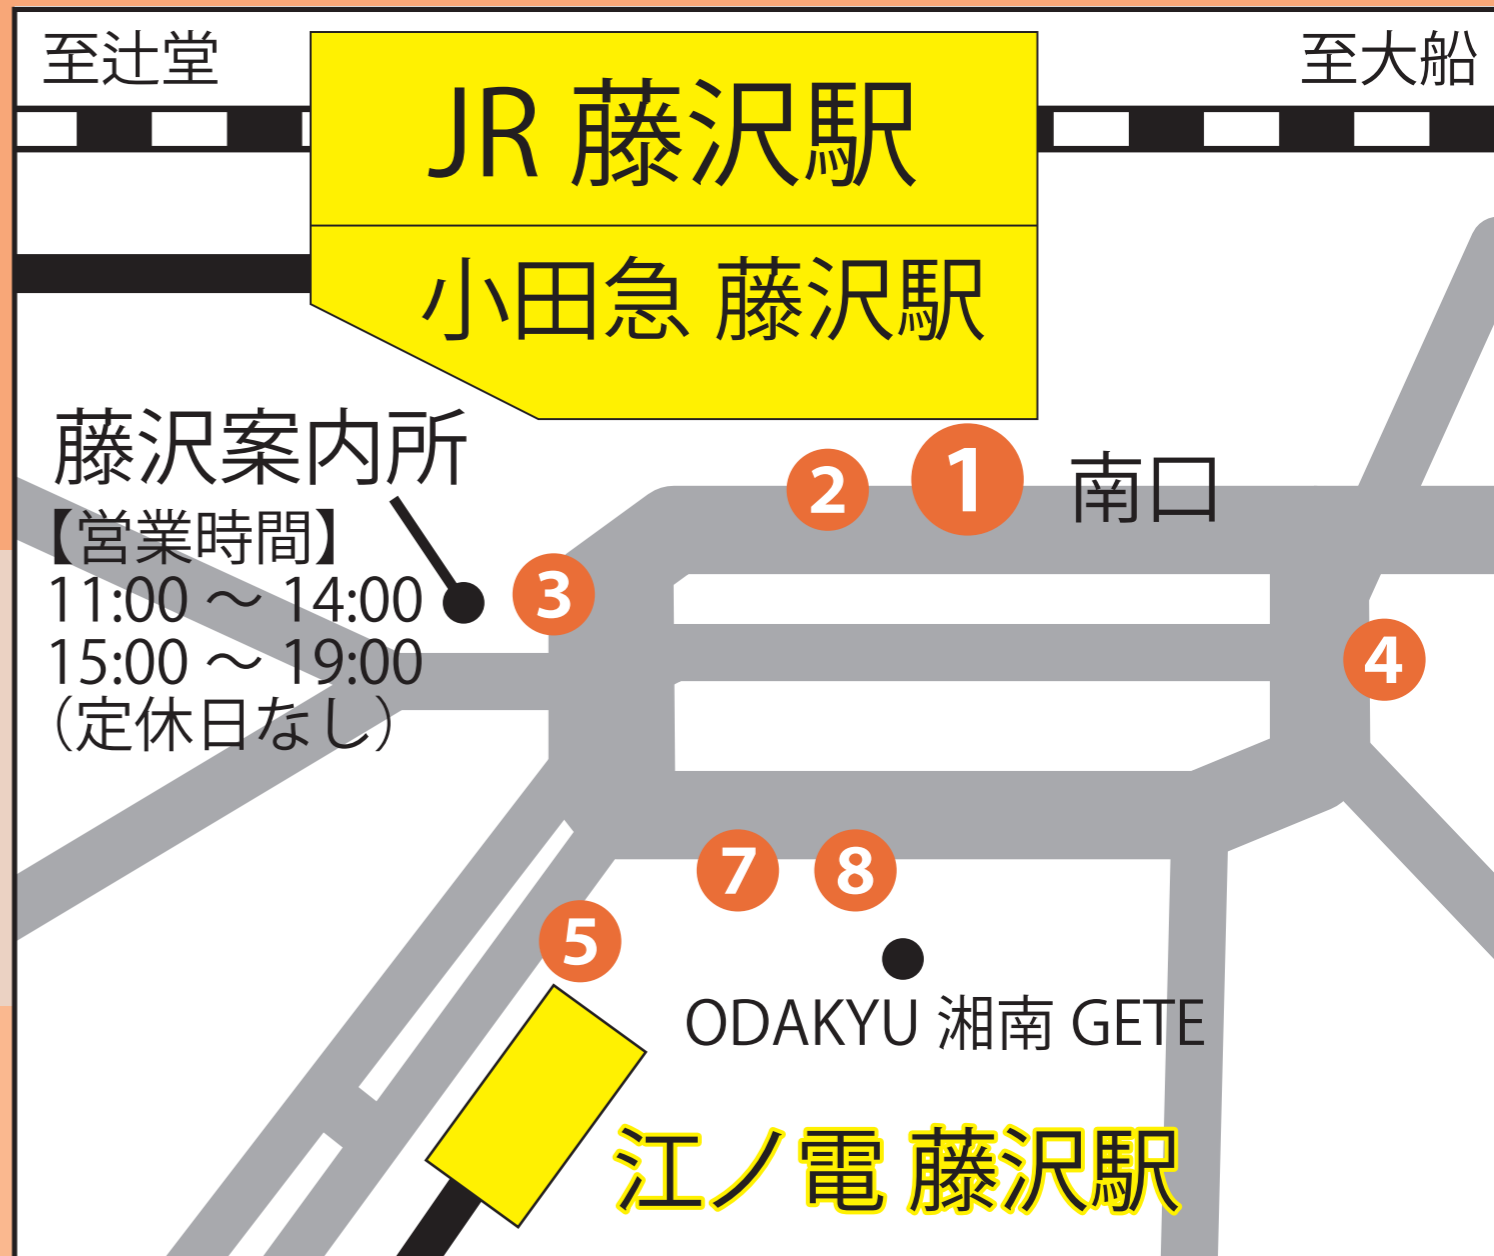 至辻堂
至大船
JR 藤沢駅
小田急 藤沢駅
藤沢案内所
【営業時間】
11:00 ～ 14:00
15:00 ～ 19:00
（定休日なし）
2
1
南口
3
4
7
8
5
ODAKYU 湘南 GETE
江ノ電 藤沢駅